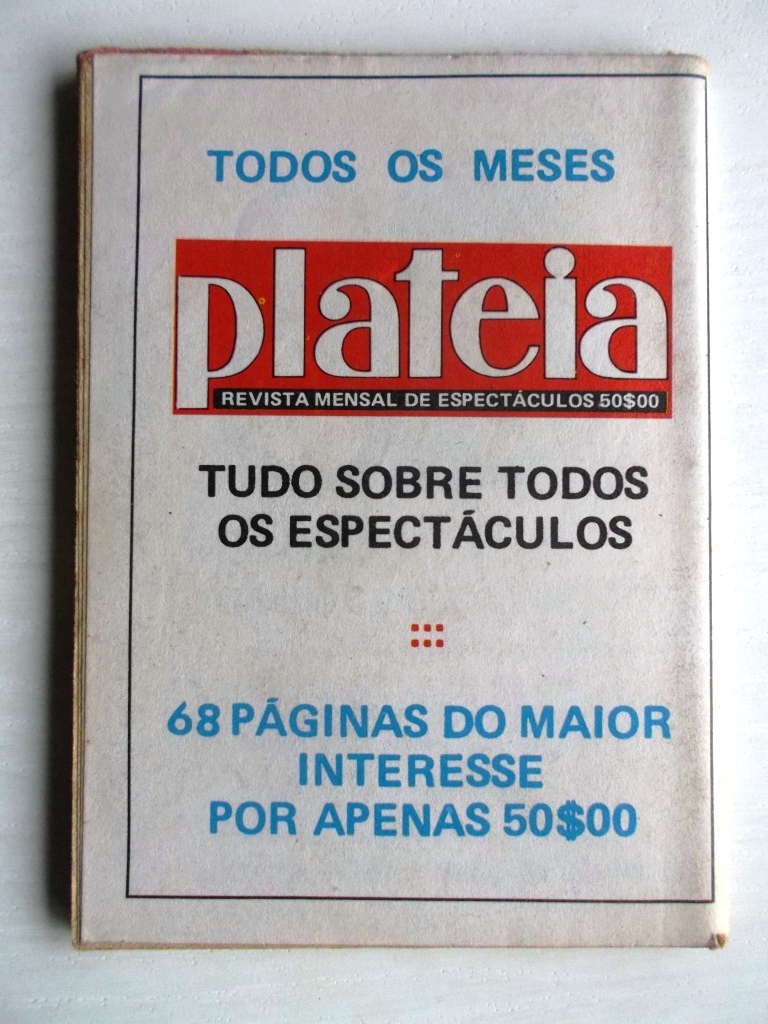 TODOS OS MESES
plateia
REVISTA MENSAL DE ESPECTÁCULOS 50$00
TUDO SOBRE TODOS
OS ESPECTÁCULOS
68 PÁGINAS DO MAIOR
INTERESSE
POR APENAS 50$00